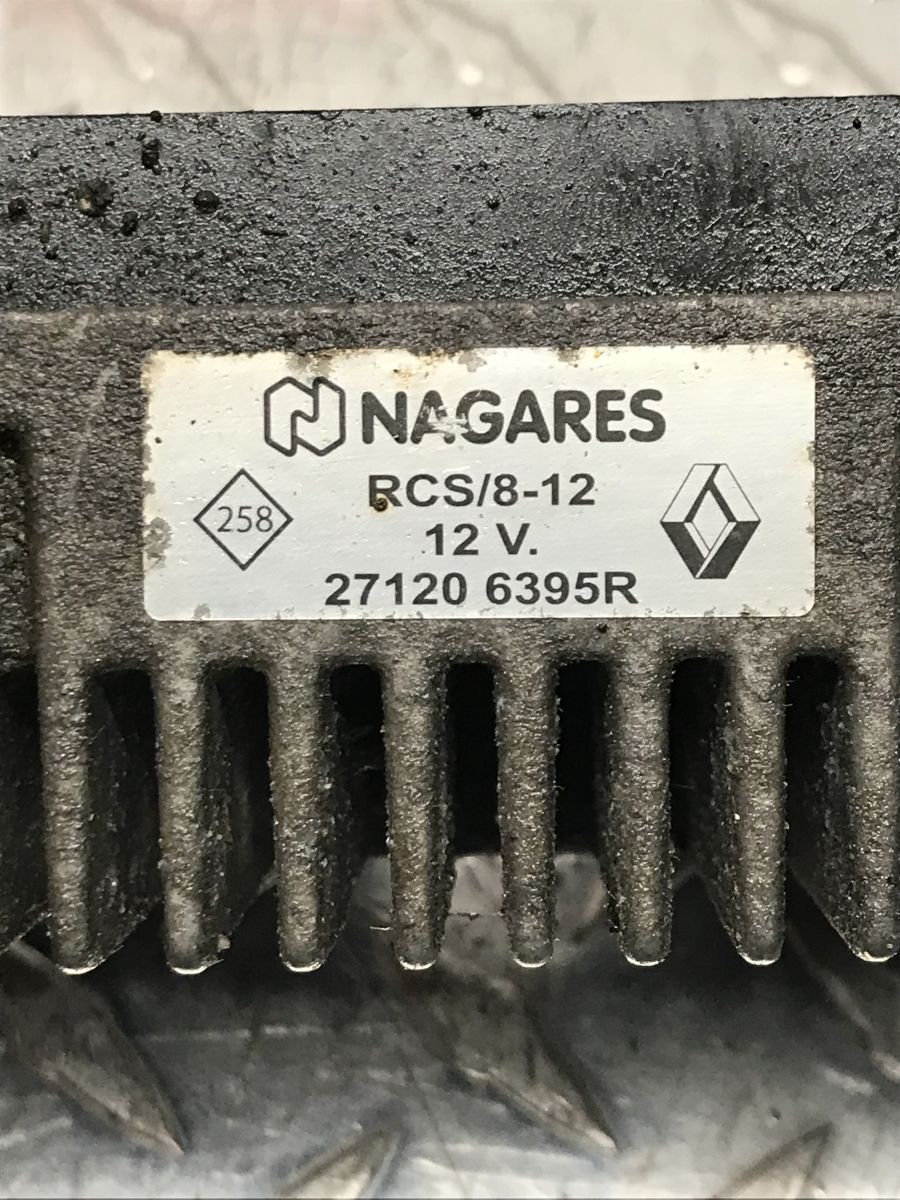 NAGARES
RCS/8-12
258
12 V.
27120 6395R